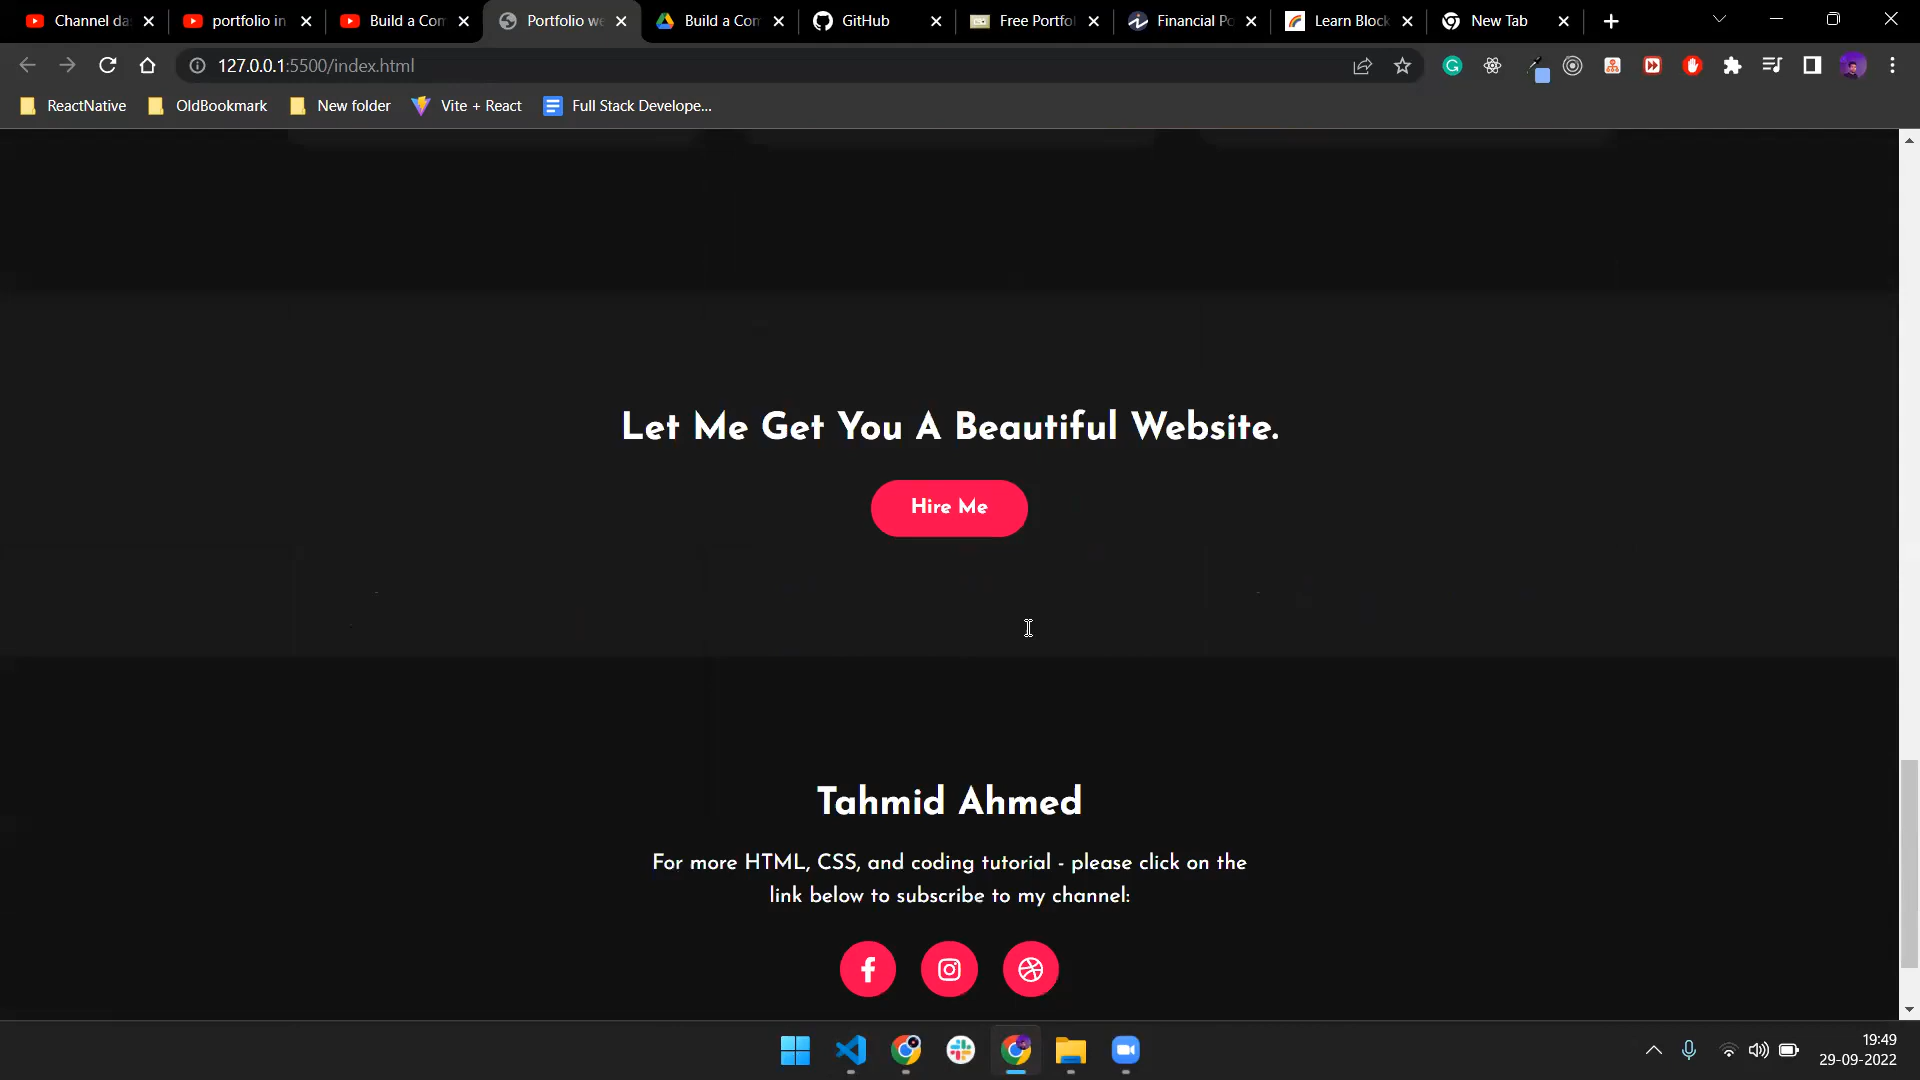 Channel da
portfolio in
Build a Com
Portfolio we
Build a Com
GitHub
Free Portfo
Financial Po
Learn Block
New Tab
127.0.0.1:5500/index.html
ReactNative
OldBookmark
New folder
Vite + React
Full Stack Develope...
Let Me Get You A Beautiful Website.
Hire Me
Tahmid Ahmed
For more HTML, CSS, and coding tutorial - please click on the
link below to subscribe to my channel:
19:49
29-09-2022